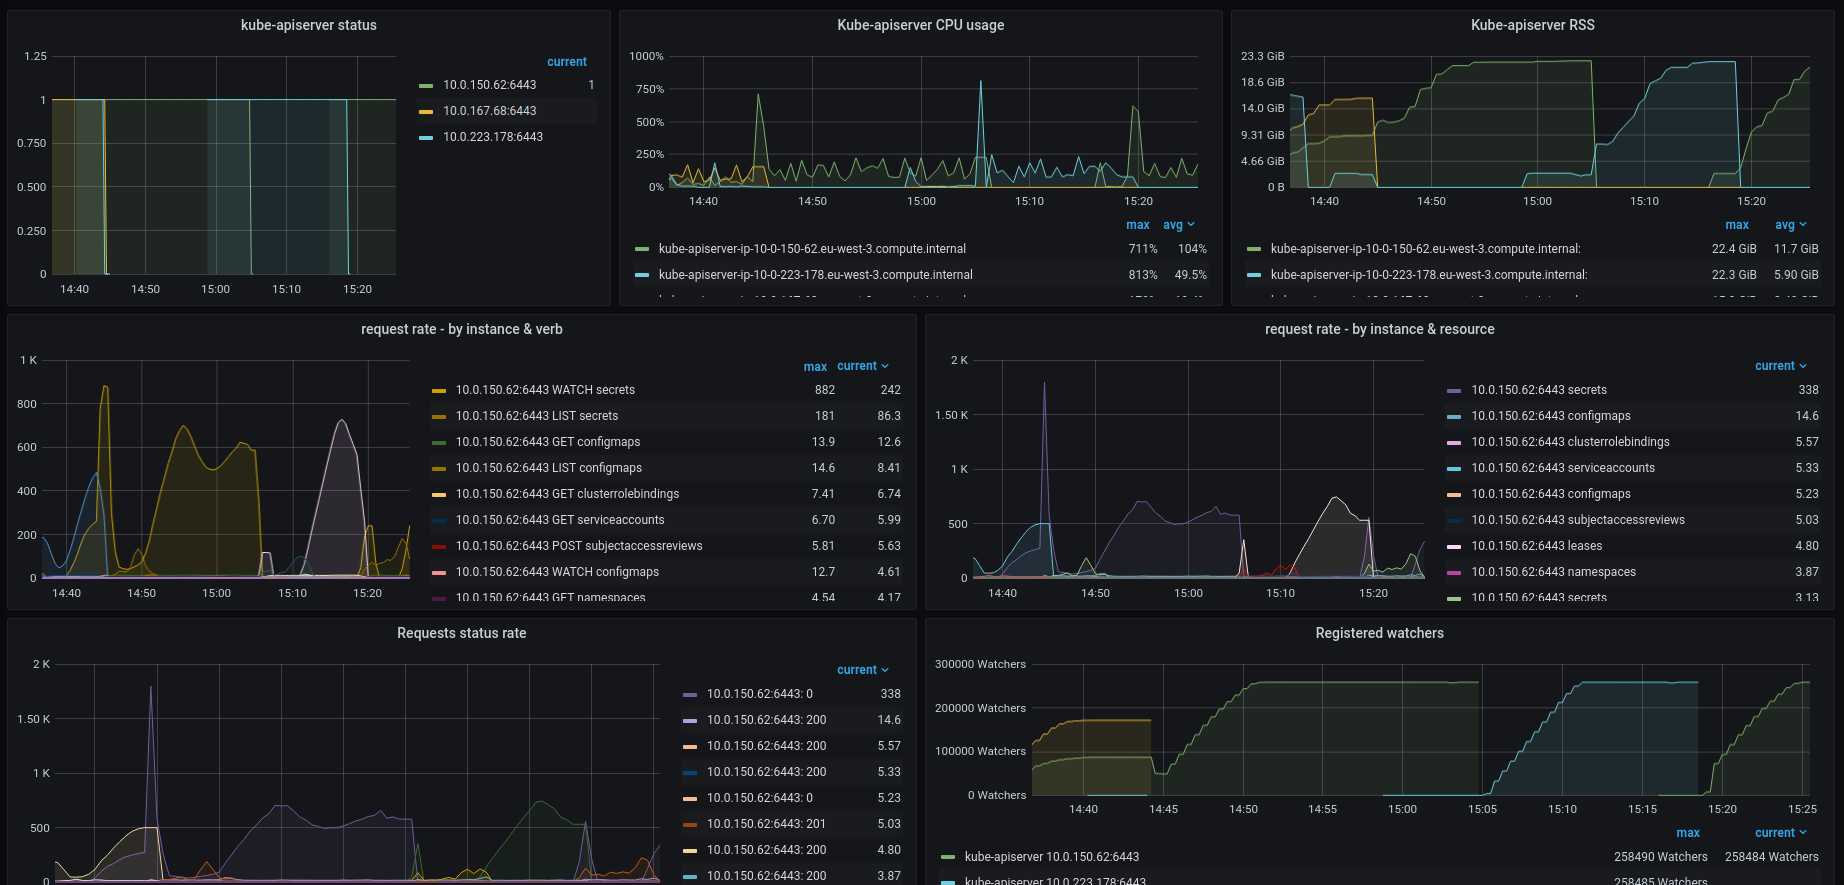 kube-apiserver status
1.25
1
0.750
0.500
0.250
0
14:40 14:50 15:00 15:10 15:20
current
10.0.150.62:6443 1
10.0.167.68:6443
10.0.223.178:6443
Kube-apiserver CPU usage
1000%
750%
500%
250%
0%
14:40 14:50 15:00 15:10 15:20
max avg
kube-apiserver-ip-10-0-150-62.eu-west-3.compute.internal 711% 104%
kube-apiserver-ip-10-0-223-178.eu-west-3.compute.internal 813% 49.5%
Kube-apiserver RSS
23.3 GiB
18.6 GiB
14.0 GiB
9.31 GiB
4.66 GiB
0 B
14:40 14:50 15:00 15:10 15:20
max avg
kube-apiserver-ip-10-0-150-62.eu-west-3.compute.internal: 22.4 GiB 11.7 GiB
kube-apiserver-ip-10-0-223-178.eu-west-3.compute.internal: 22.3 GiB 5.90 GiB
request rate - by instance & verb
1 K
800
600
400
200
0
14:40 14:50 15:00 15:10 15:20
max current
10.0.150.62:6443 WATCH secrets 882 242
10.0.150.62:6443 LIST secrets 181 86.3
10.0.150.62:6443 GET configmaps 13.9 12.6
10.0.150.62:6443 LIST configmaps 14.6 8.41
10.0.150.62:6443 GET clusterrolebindings 7.41 6.74
10.0.150.62:6443 GET serviceaccounts 6.70 5.99
10.0.150.62:6443 POST subjectaccessreviews 5.81 5.63
10.0.150.62:6443 WATCH configmaps 12.7 4.61
10.0.150.62:6443 GET namespaces 4.54 4.17
request rate - by instance & resource
2 K
1.50 K
1 K
500
0
14:40 14:50 15:00 15:10 15:20
current
10.0.150.62:6443 secrets 338
10.0.150.62:6443 configmaps 14.6
10.0.150.62:6443 clusterrolebindings 5.57
10.0.150.62:6443 serviceaccounts 5.33
10.0.150.62:6443 configmaps 5.23
10.0.150.62:6443 subjectaccessreviews 5.03
10.0.150.62:6443 leases 4.80
10.0.150.62:6443 namespaces 3.87
10.0.150.62:6443 secrets 3.13
Requests status rate
2 K
1.50 K
1 K
500
0
current
10.0.150.62:6443: 0 338
10.0.150.62:6443: 200 14.6
10.0.150.62:6443: 200 5.57
10.0.150.62:6443: 200 5.33
10.0.150.62:6443: 0 5.23
10.0.150.62:6443: 201 5.03
10.0.150.62:6443: 200 4.80
10.0.150.62:6443: 200 3.87
Registered watchers
300000 Watchers
200000 Watchers
100000 Watchers
0 Watchers
14:40 14:45 14:50 14:55 15:00 15:05 15:10 15:15 15:20 15:25
max current
kube-apiserver 10.0.150.62:6443 258490 Watchers 258484 Watchers
kube-apiserver 10.0.223.178:6443 258485 Watchers